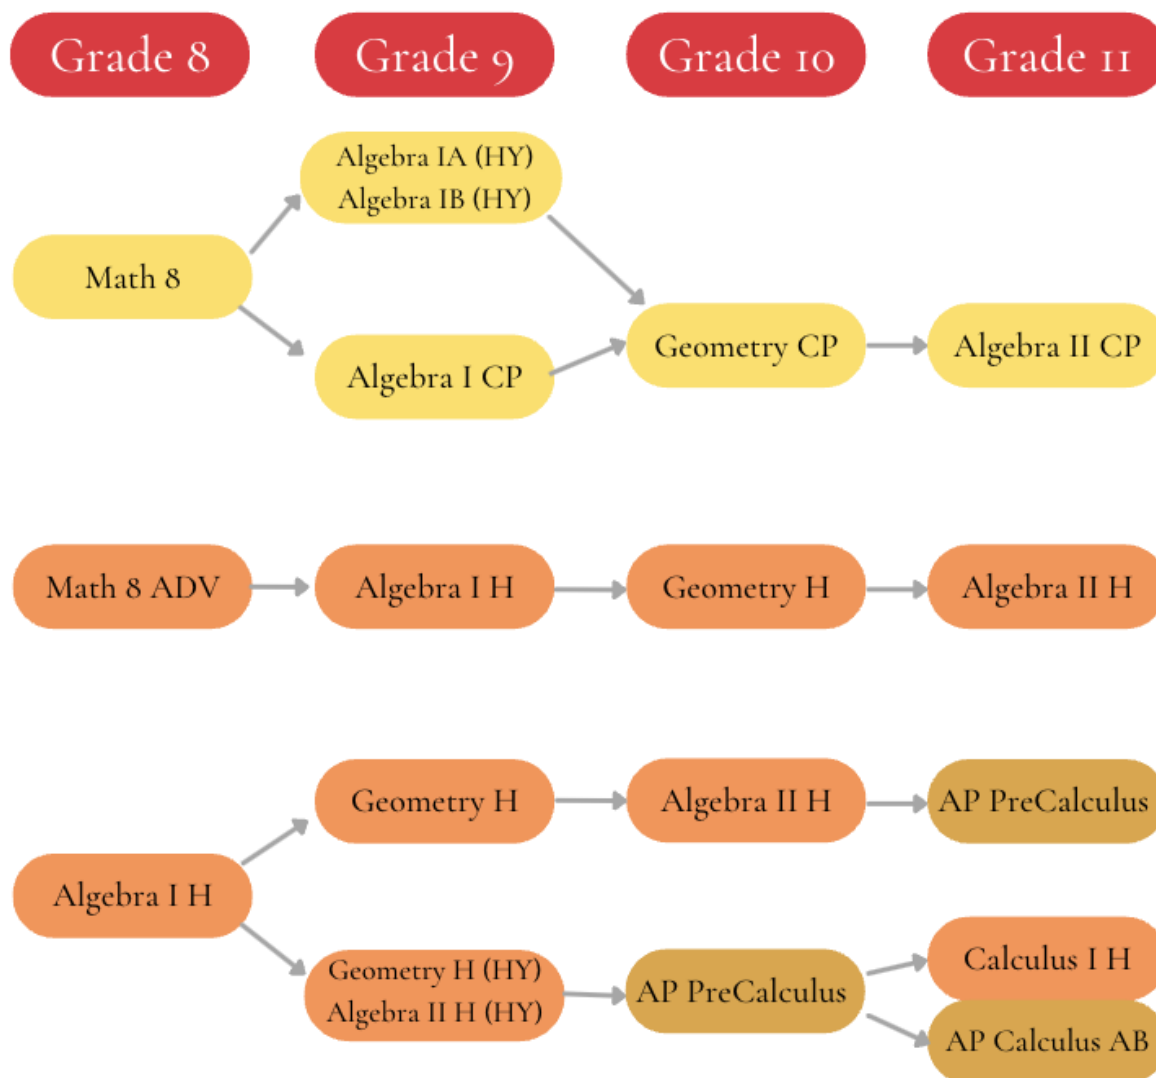 Grade 8
Grade 9
Grade 10
Grade 11
Algebra IA (HY)
Algebra IB (HY)
Math 8
Algebra I CP
Geometry CP
Algebra II CP
Math 8 ADV
Algebra I H
Geometry H
Algebra II H
Geometry H
Algebra II H
AP PreCalculus
Algebra I H
Geometry H (HY)
Algebra II H (HY)
AP PreCalculus
Calculus I H
AP Calculus AB